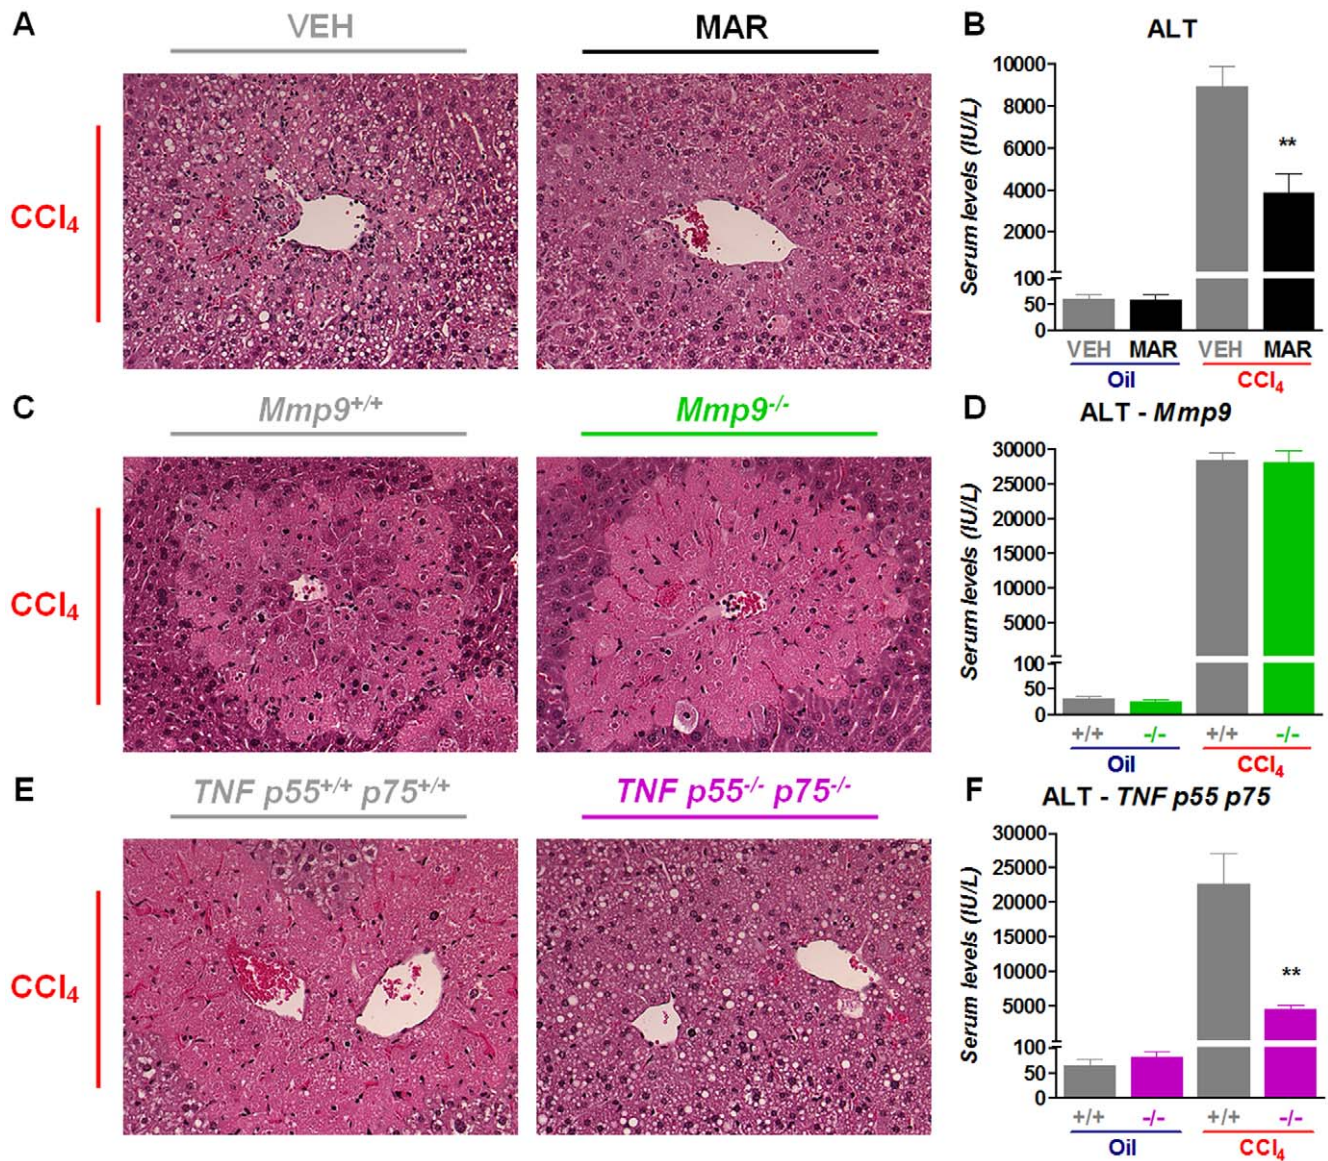 A VEH MAR B ALT
CCl4
Serum levels (IU/L)
10000
8000
6000
4000
2000
100
50
0
**
VEH MAR VEH MAR
Oil CCl4
C Mmp9+/+ Mmp9-/- D ALT - Mmp9
CCl4
Serum levels (IU/L)
30000
25000
20000
15000
10000
5000
100
50
0
+/+ -/- +/+ -/-
Oil CCl4
E TNF p55+/+ p75+/+ TNF p55-/- p75-/- F ALT - TNF p55 p75
CCl4
Serum levels (IU/L)
30000
25000
20000
15000
10000
5000
100
50
0
**
+/+ -/- +/+ -/-
Oil CCl4